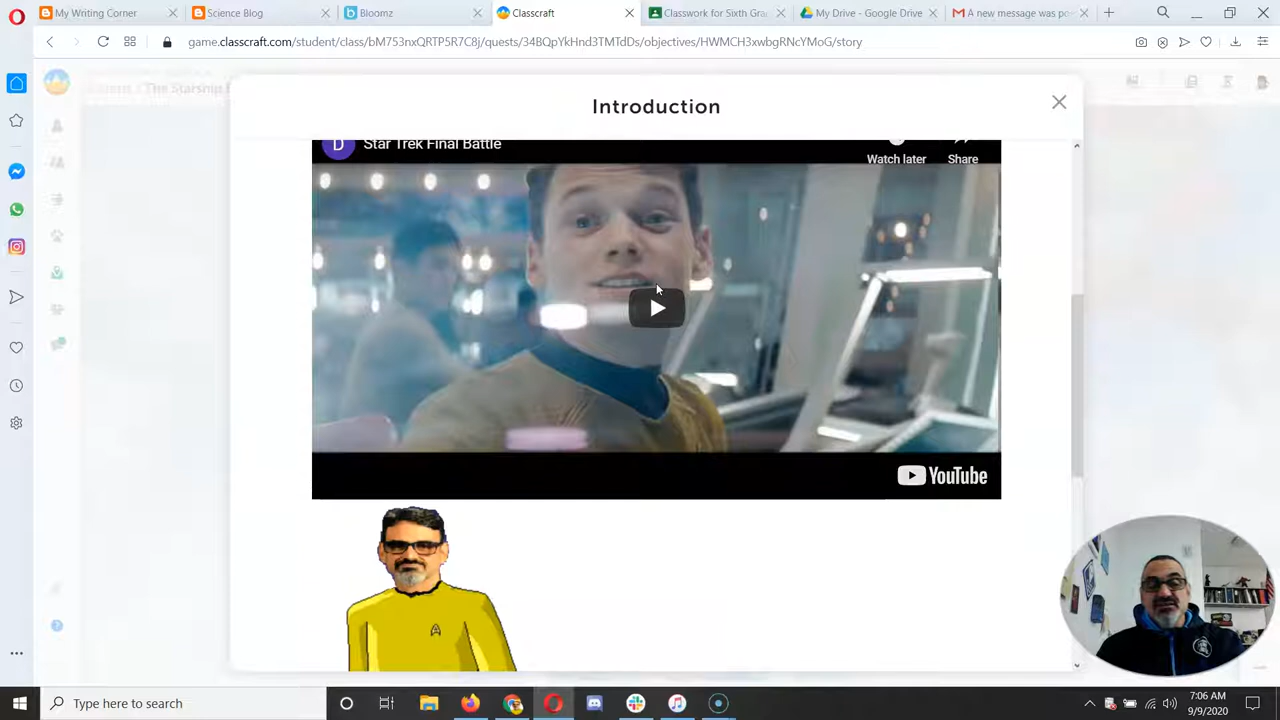 My Writing Corner
Science Blog
Bloomz
Classcraft
Classwork for Sixth Gra
My Drive - Google Drive
A new message was po
game.classcraft.com/student/class/bM753nxQRTP5R7C8j/quests/34BQpYkHnd3TMTdDs/objectives/HWMCH3xwbgRNcYMoG/story
The Starship
Introduction
D
Star Trek Final Battle
Watch later
Share
YouTube
Type here to search
7:06 AM
9/9/2020